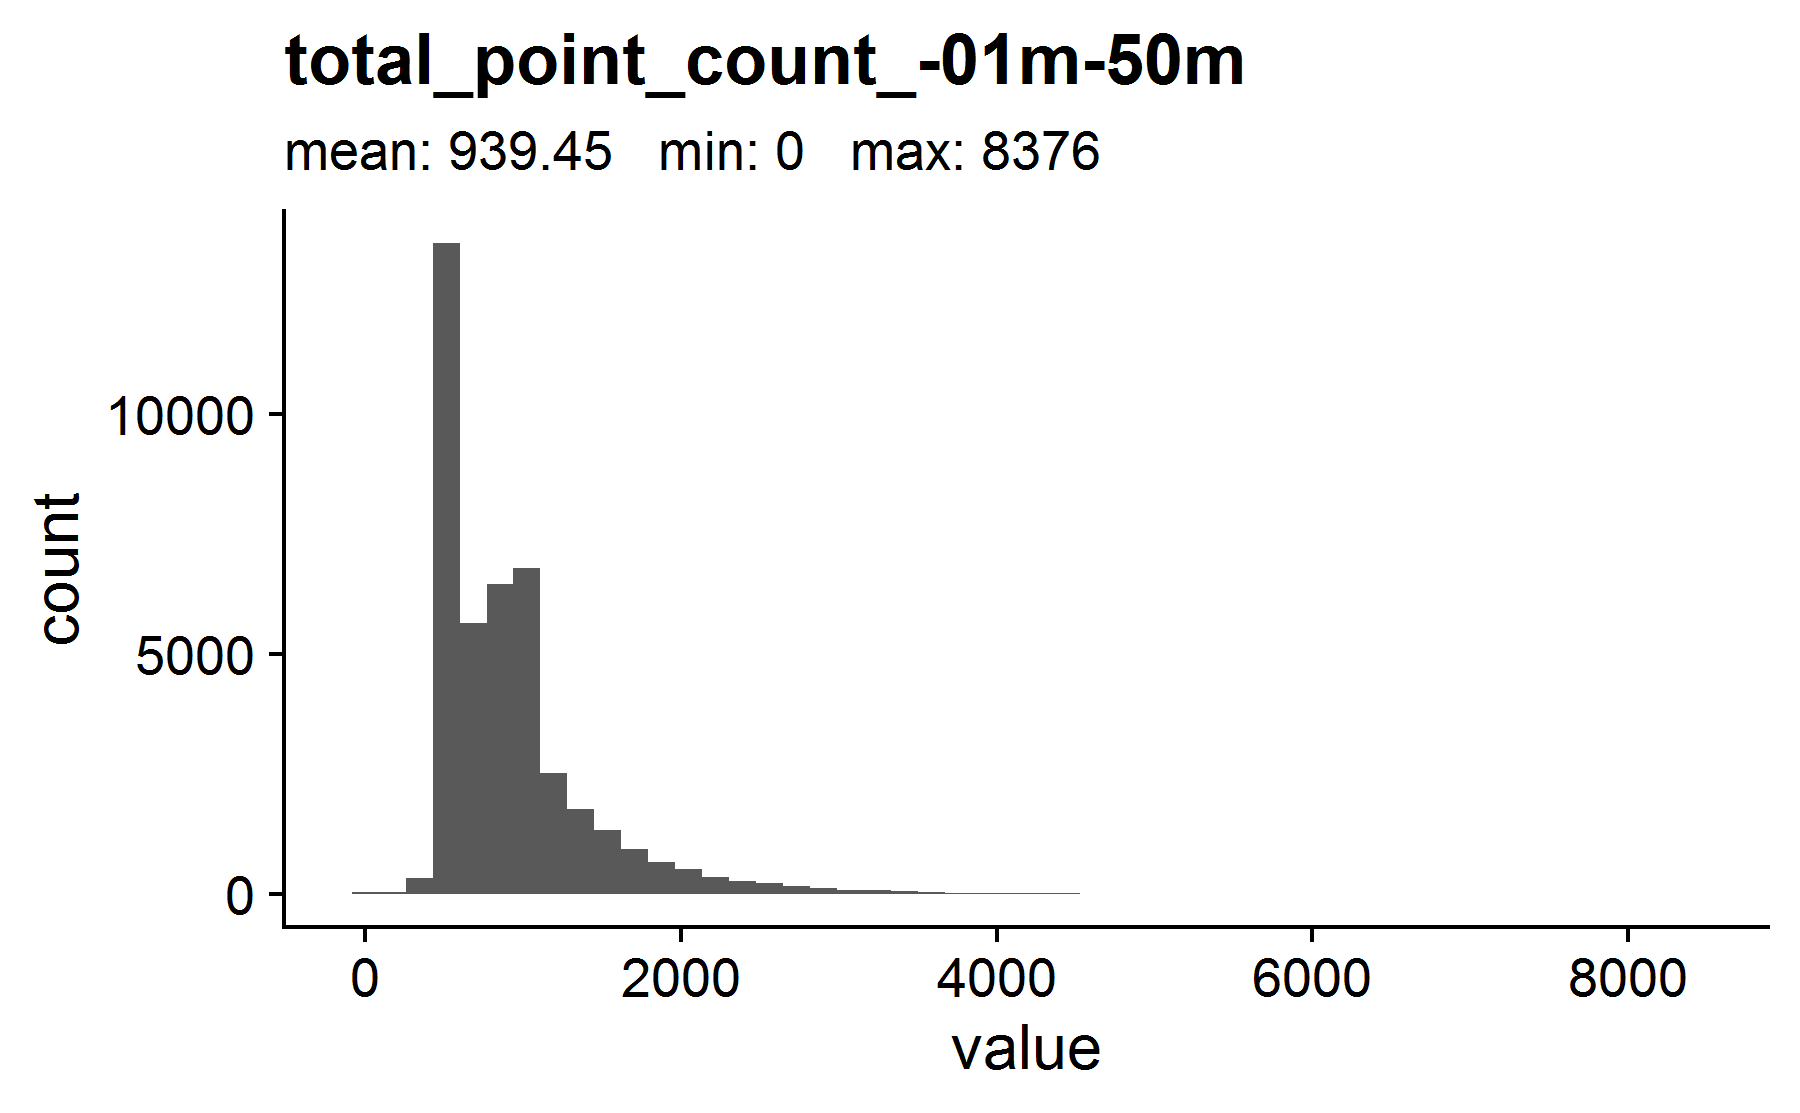 total_point_count_-01m-50m
mean: 939.45   min: 0   max: 8376
10000
5000
0
count
0 2000 4000 6000 8000
value